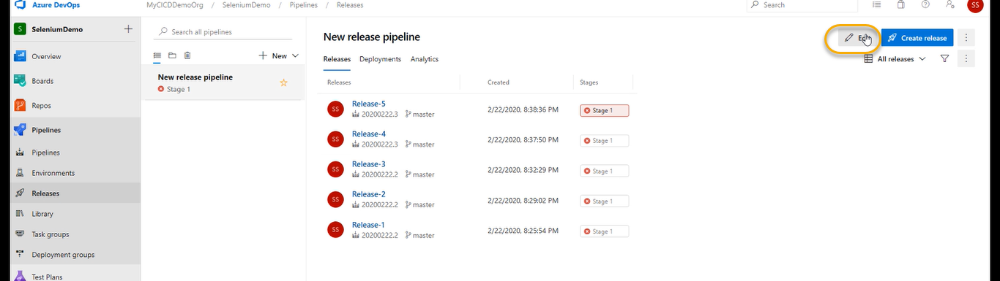 Azure DevOps
MyCICDDemoOrg / SeleniumDemo / Pipelines / Releases
Search
SS
S SeleniumDemo
Overview
Boards
Repos
Pipelines
Pipelines
Environments
Releases
Library
Task groups
Deployment groups
Test Plans
Search all pipelines
New
New release pipeline
Stage 1
New release pipeline
Edit
Create release
Releases Deployments Analytics
All releases
Releases Created Stages
SS Release-5
20200222.3 master 2/22/2020, 8:38:36 PM Stage 1
SS Release-4
20200222.3 master 2/22/2020, 8:37:50 PM Stage 1
SS Release-3
20200222.2 master 2/22/2020, 8:32:29 PM Stage 1
SS Release-2
20200222.2 master 2/22/2020, 8:29:02 PM Stage 1
SS Release-1
20200222.2 master 2/22/2020, 8:25:54 PM Stage 1